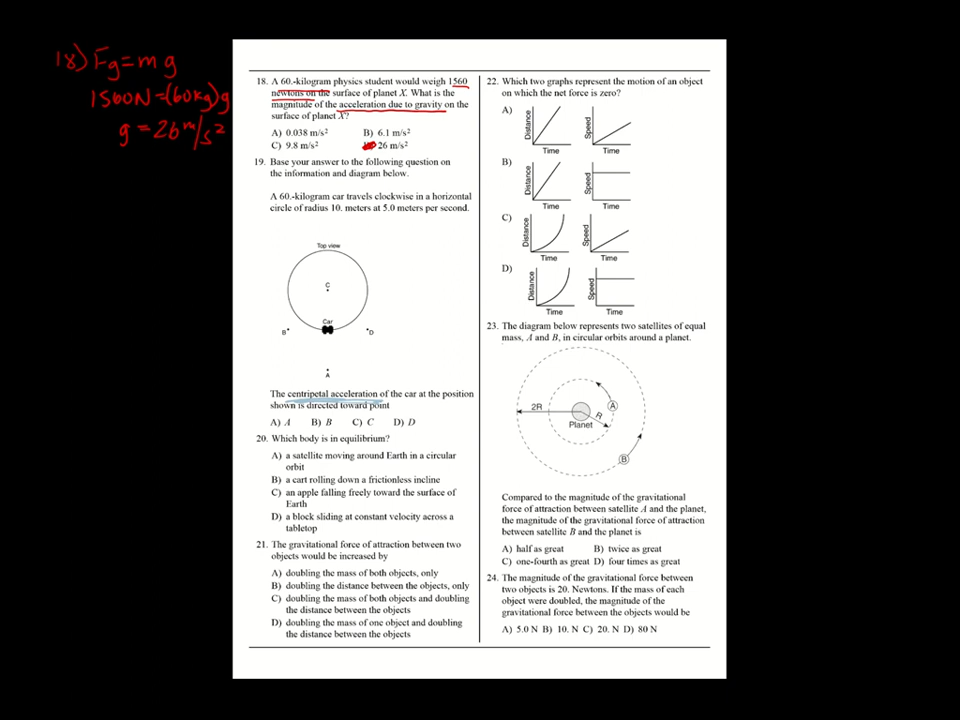 18) Fg = m g
1560N = (60kg) g
g = 26 m/s²
18. A 60.-kilogram physics student would weigh 1560
newtons on the surface of planet X. What is the
magnitude of the acceleration due to gravity on the
surface of planet X?
A) 0.038 m/s² B) 6.1 m/s²
C) 9.8 m/s² 26 m/s²
19. Base your answer to the following question on
the information and diagram below.
A 60.-kilogram car travels clockwise in a horizontal
circle of radius 10. meters at 5.0 meters per second.
Top view
C
Car
B D
A
The centripetal acceleration of the car at the position
shown is directed toward point
A) A B) B C) C D) D
20. Which body is in equilibrium?
A) a satellite moving around Earth in a circular
orbit
B) a cart rolling down a frictionless incline
C) an apple falling freely toward the surface of
Earth
D) a block sliding at constant velocity across a
tabletop
21. The gravitational force of attraction between two
objects would be increased by
A) doubling the mass of both objects, only
B) doubling the distance between the objects, only
C) doubling the mass of both objects and doubling
the distance between the objects
D) doubling the mass of one object and doubling
the distance between the objects
22. Which two graphs represent the motion of an object
on which the net force is zero?
A) Distance Speed
Time Time
B) Distance Speed
Time Time
C) Distance Speed
Time Time
D) Distance Speed
Time Time
23. The diagram below represents two satellites of equal
mass, A and B, in circular orbits around a planet.
A
2R R
Planet
B
Compared to the magnitude of the gravitational
force of attraction between satellite A and the planet,
the magnitude of the gravitational force of attraction
between satellite B and the planet is
A) half as great B) twice as great
C) one-fourth as great D) four times as great
24. The magnitude of the gravitational force between
two objects is 20. Newtons. If the mass of each
object were doubled, the magnitude of the
gravitational force between the objects would be
A) 5.0 N B) 10. N C) 20. N D) 80 N